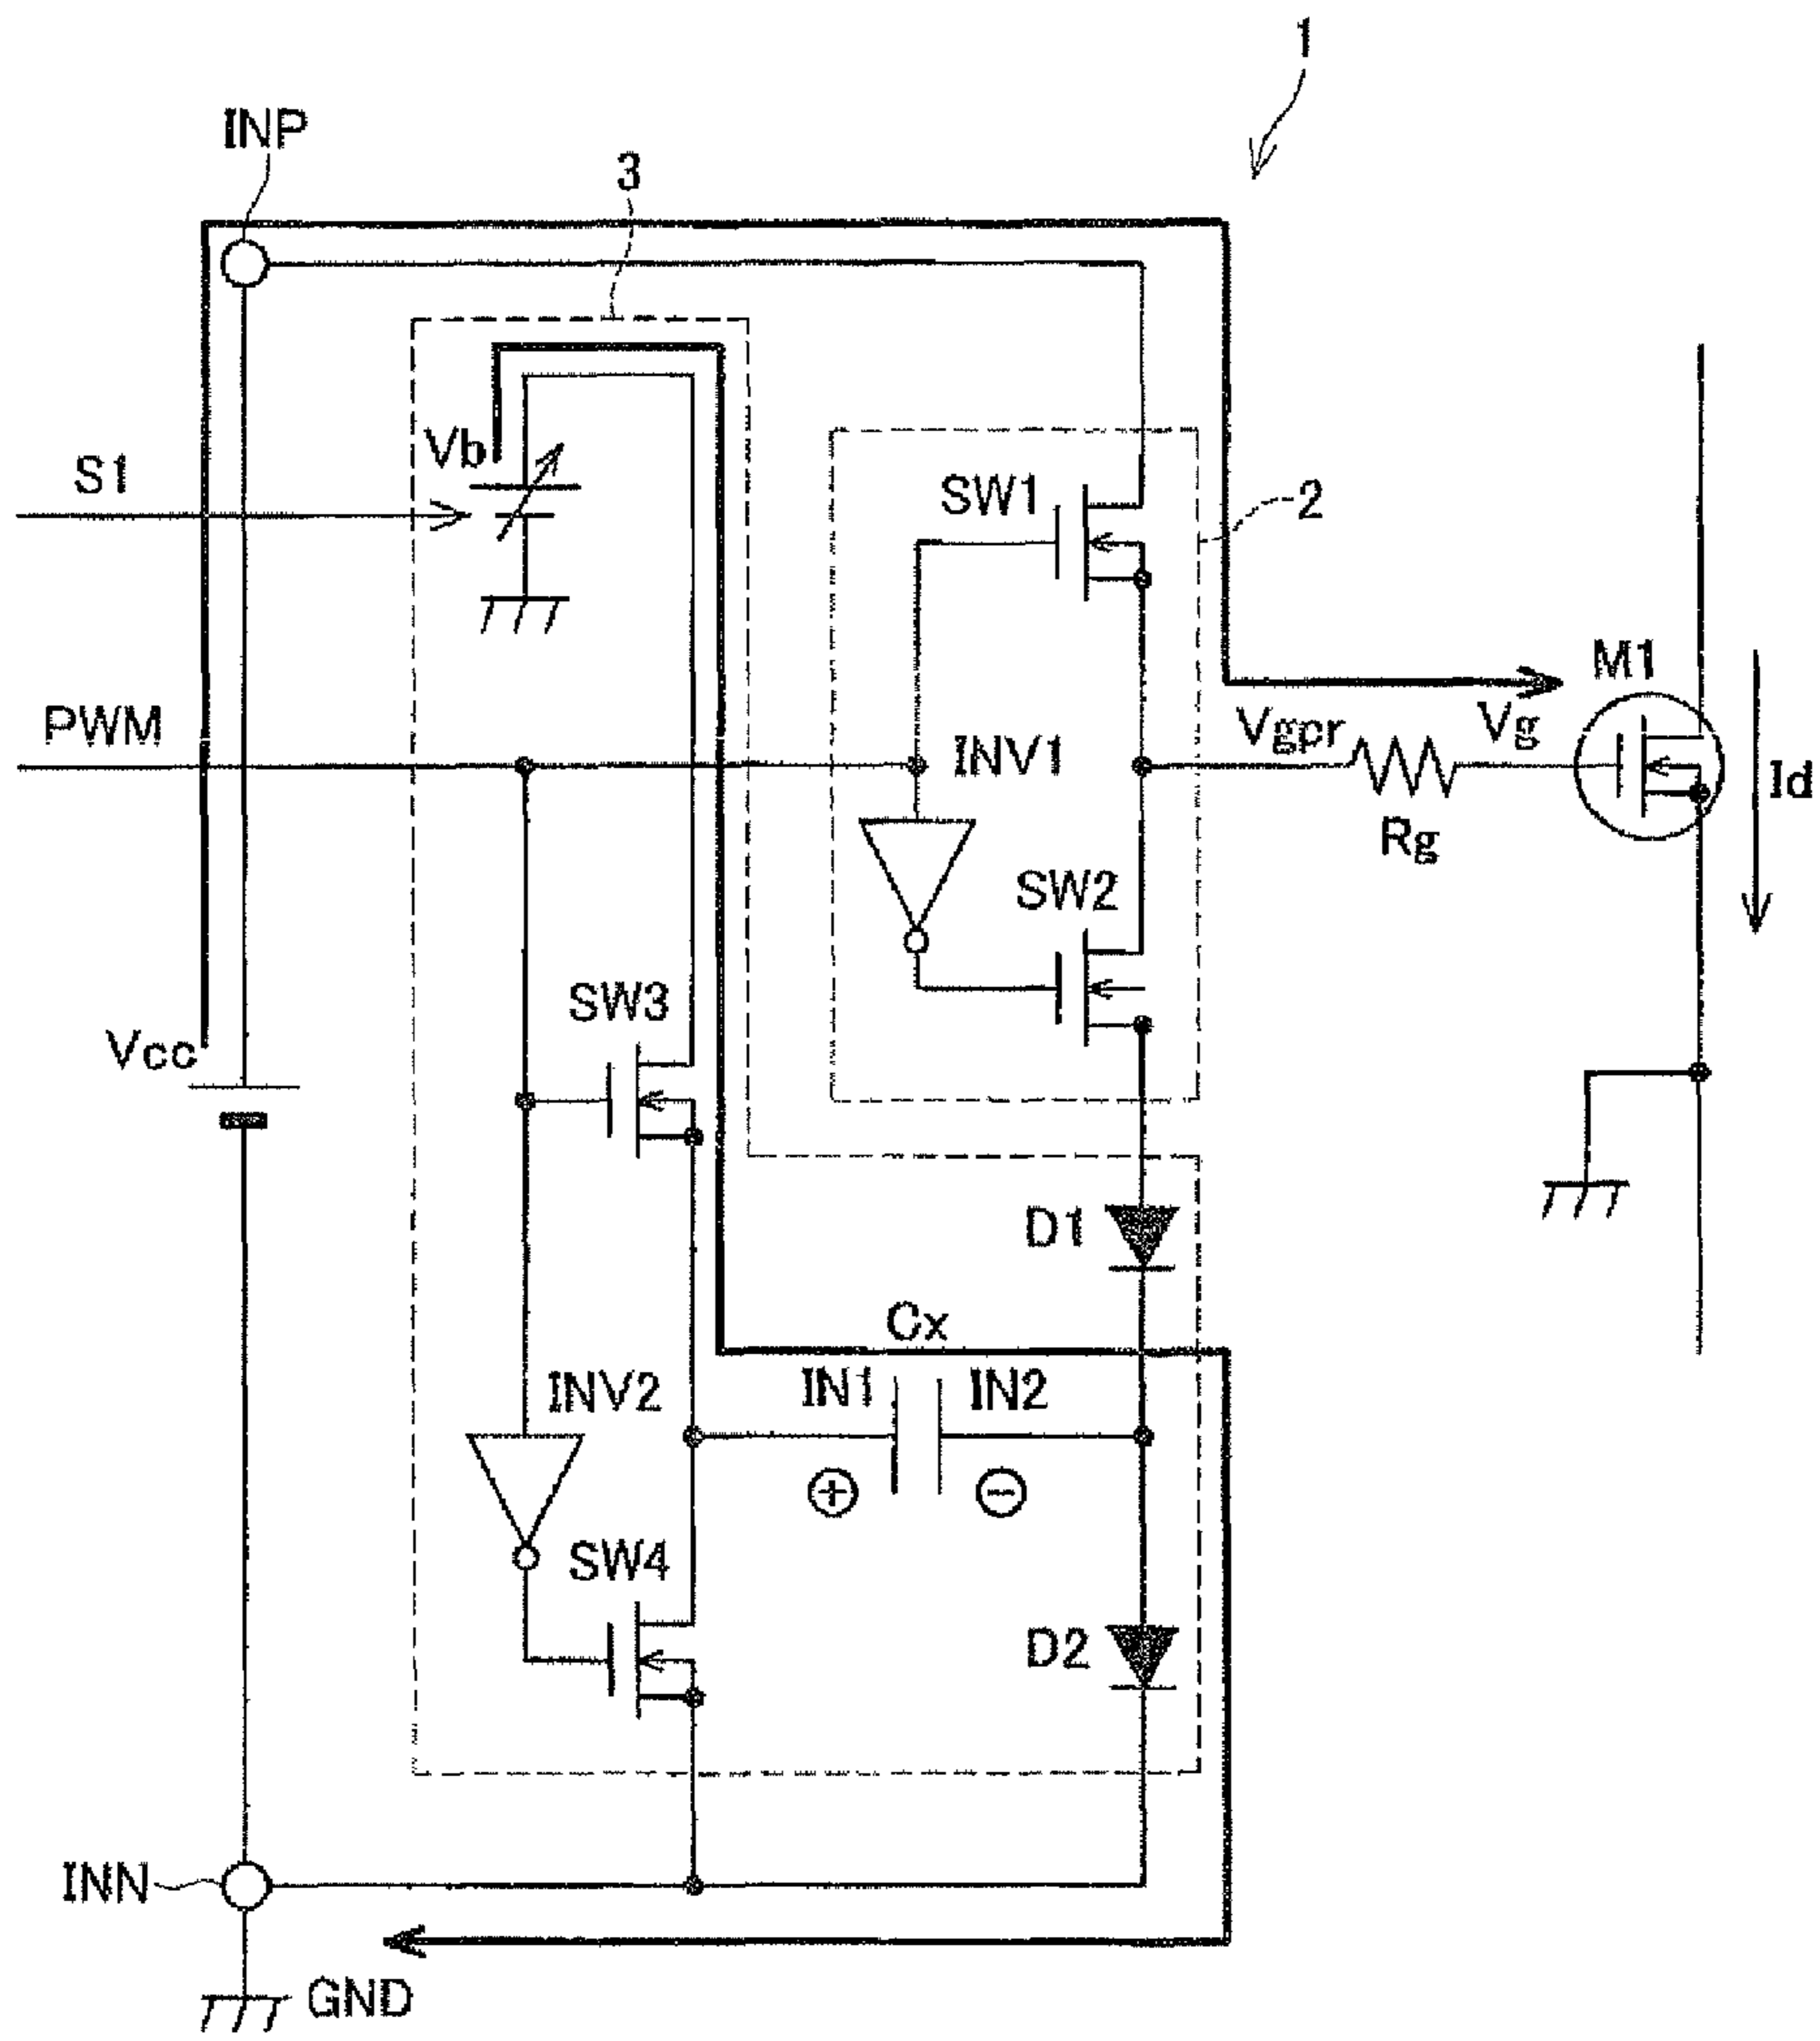 1
INP
3
Vb
S1
SW1
2
M1
PWM
INV1
Vgpr
Vg
Id
Rg
SW2
SW3
Vcc
D1
Cx
INV2
IN1
IN2
+
−
SW4
D2
INN
GND